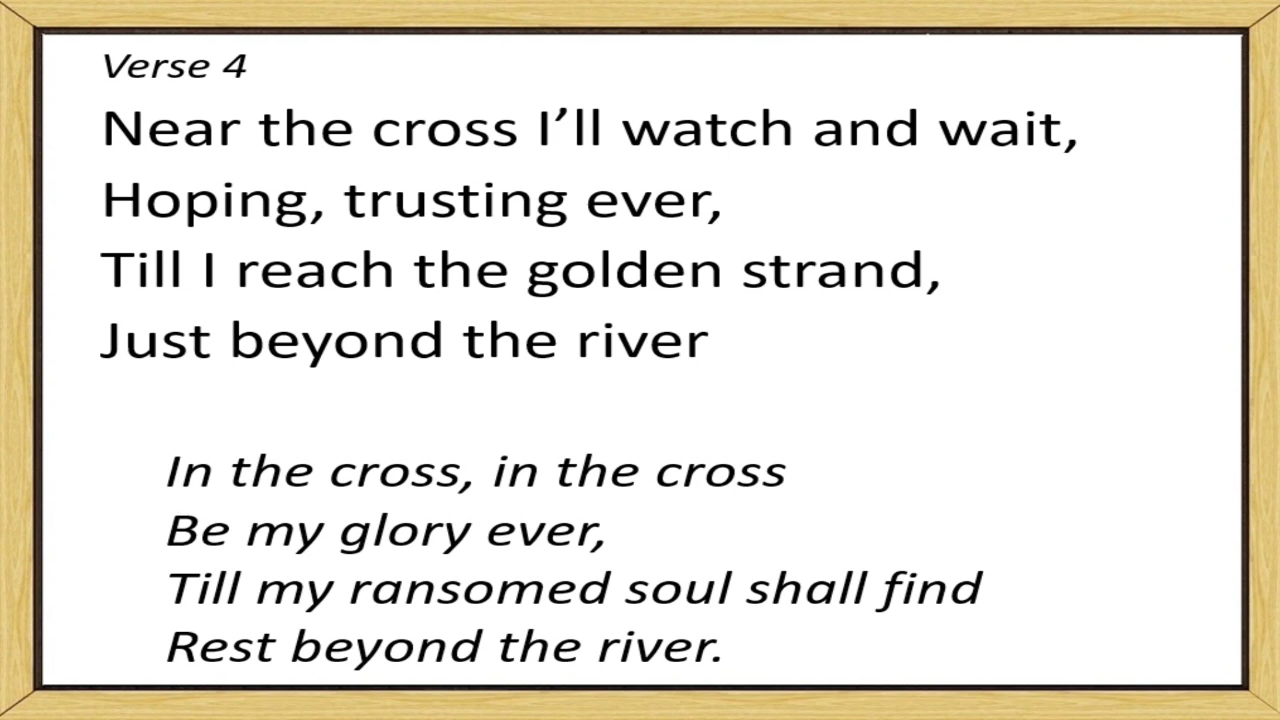 Verse 4
Near the cross I’ll watch and wait,
Hoping, trusting ever,
Till I reach the golden strand,
Just beyond the river
In the cross, in the cross
Be my glory ever,
Till my ransomed soul shall find
Rest beyond the river.